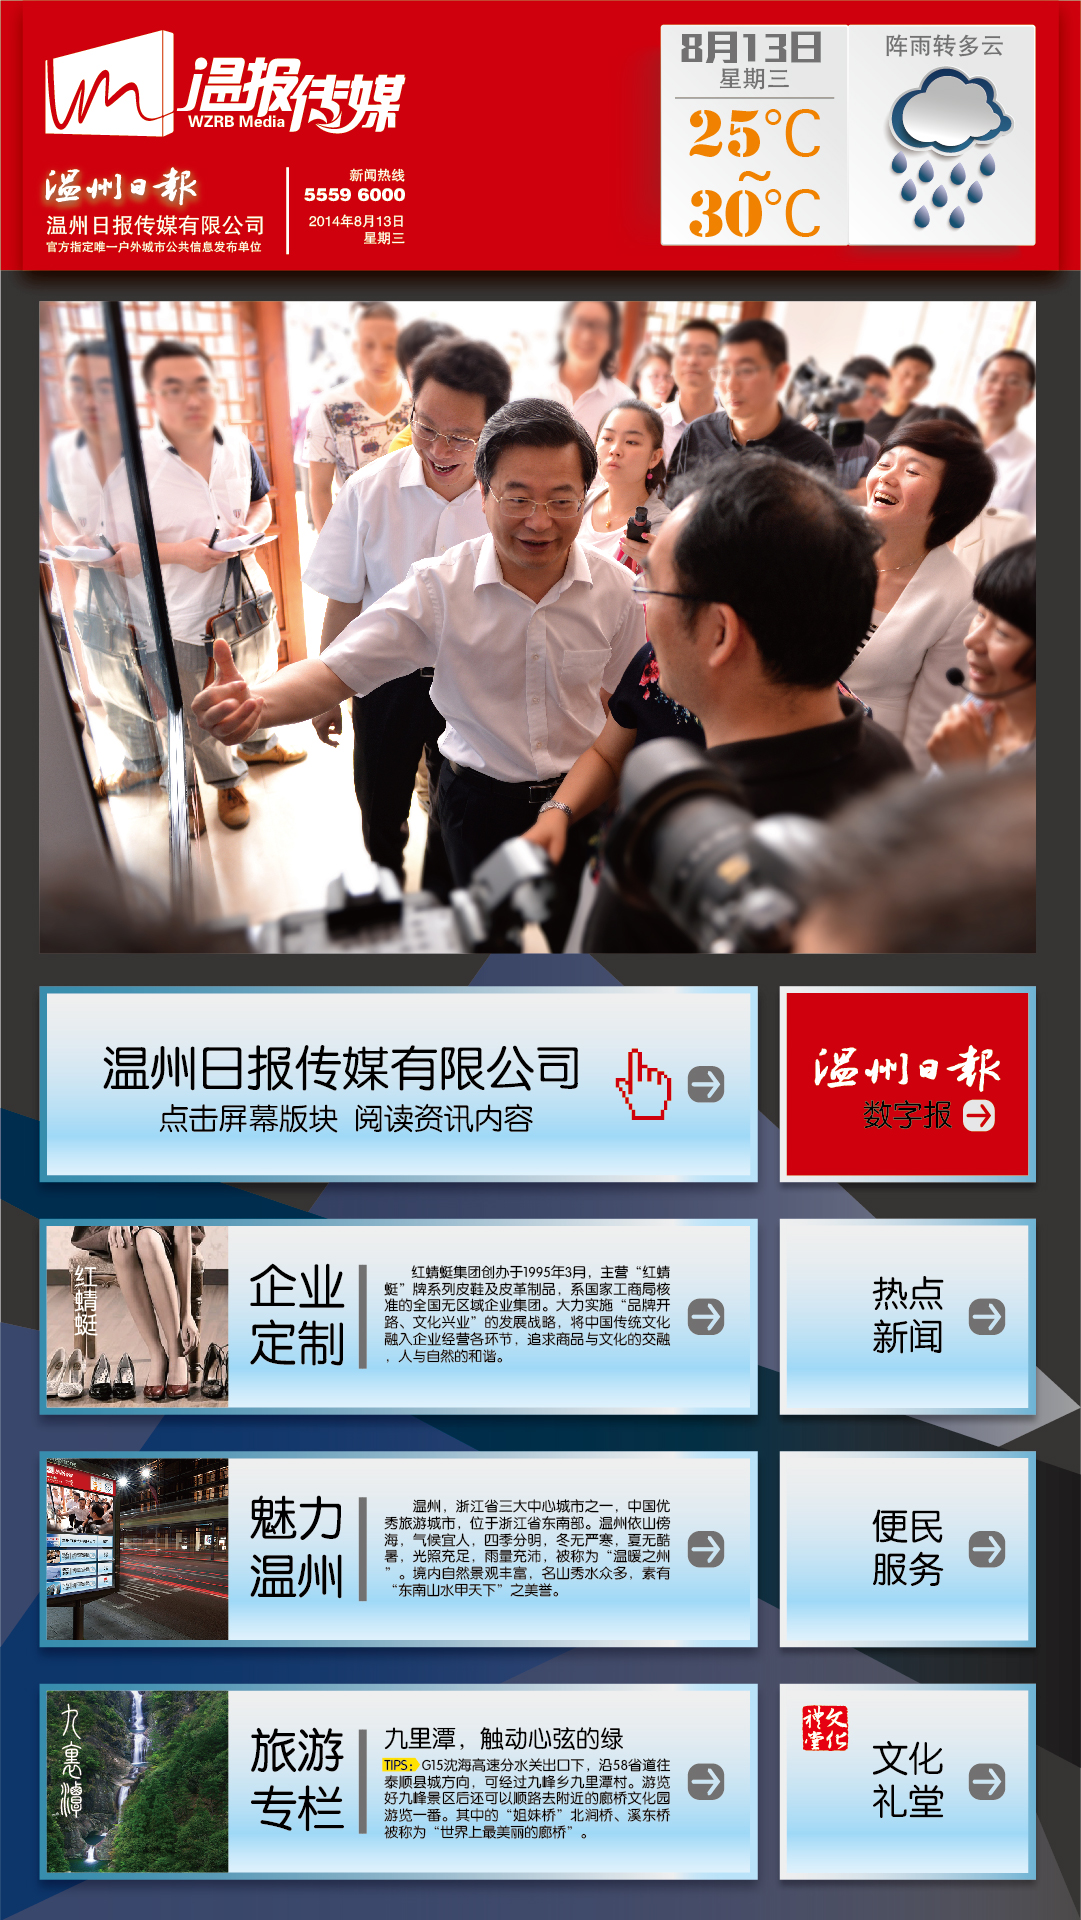 温报传媒
WZRB Media
温州日報
温州日报传媒有限公司
官方指定唯一户外城市公共信息发布单位
新闻热线
5559 6000
2014年8月13日
星期三
8月13日
星期三
25°C
~
30°C
阵雨转多云
温州日报传媒有限公司
点击屏幕版块 阅读资讯内容
温州日報
数字报
红蜻蜓
企业
定制
红蜻蜓集团创办于1995年3月，主营“红蜻
蜓”牌系列皮鞋及皮革制品，系国家工商局核
准的全国无区域企业集团。大力实施“品牌开
路、文化兴业”的发展战略，将中国传统文化
融入企业经营各环节，追求商品与文化的交融
，人与自然的和谐。
热点
新闻
魅力
温州
温州，浙江省三大中心城市之一，中国优
秀旅游城市，位于浙江省东南部。温州依山傍
海，气候宜人，四季分明，冬无严寒，夏无酷
暑，光照充足，雨量充沛，被称为“温暖之州
”。境内自然景观丰富，名山秀水众多，素有
“东南山水甲天下”之美誉。
便民
服务
九里潭
旅游
专栏
九里潭，触动心弦的绿
TIPS：G15沈海高速分水关出口下，沿58省道往
泰顺县城方向，可经过九峰乡九里潭村。游览
好九峰景区后还可以顺路去附近的廊桥文化园
游览一番。其中的“姐妹桥”北涧桥、溪东桥
被称为“世界上最美丽的廊桥”。
文化
禮堂
文化
礼堂